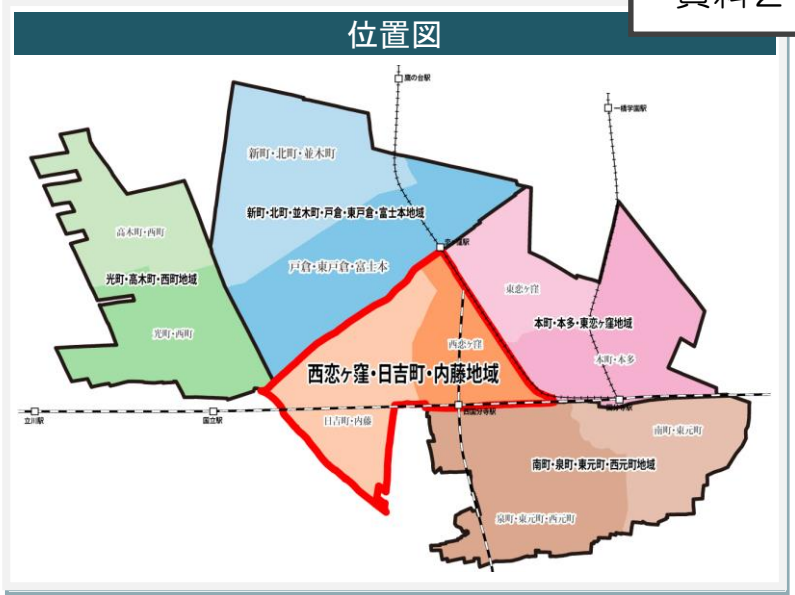 資料2
位置図
鷹の台駅
一橋学園駅
新町・北町・並木町
新町・北町・並木町・戸倉・東戸倉・富士本地域
高木町・西町
戸倉・東戸倉・富士本
光町・高木町・西町地域
東恋ヶ窪
本町・本多・東恋ヶ窪地域
光町・西町
西恋ヶ窪
本町・本多
西恋ヶ窪・日吉町・内藤地域
立川駅
国立駅
日吉町・内藤
西国分寺駅
南町・東元町
南町・泉町・東元町・西元町地域
泉町・東元町・西元町